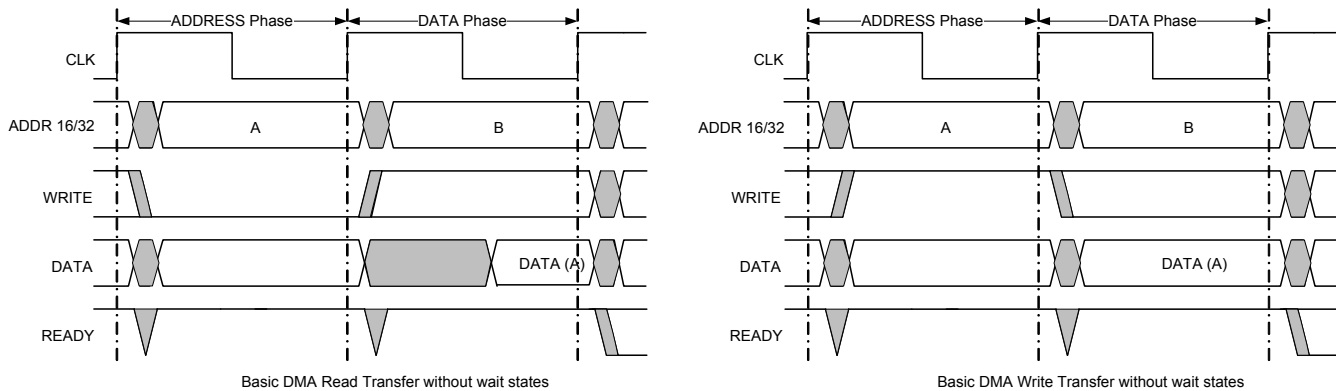 ADDRESS Phase
DATA Phase
CLK
ADDR 16/32
A
B
WRITE
DATA
DATA (A)
READY
Basic DMA Read Transfer without wait states
ADDRESS Phase
DATA Phase
CLK
ADDR 16/32
A
B
WRITE
DATA
DATA (A)
READY
Basic DMA Write Transfer without wait states